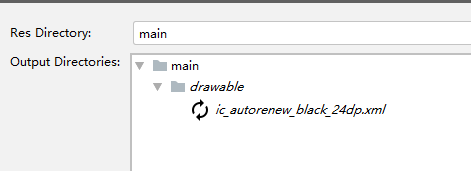 Res Directory: main
Output Directories: main
drawable
ic_autorenew_black_24dp.xml